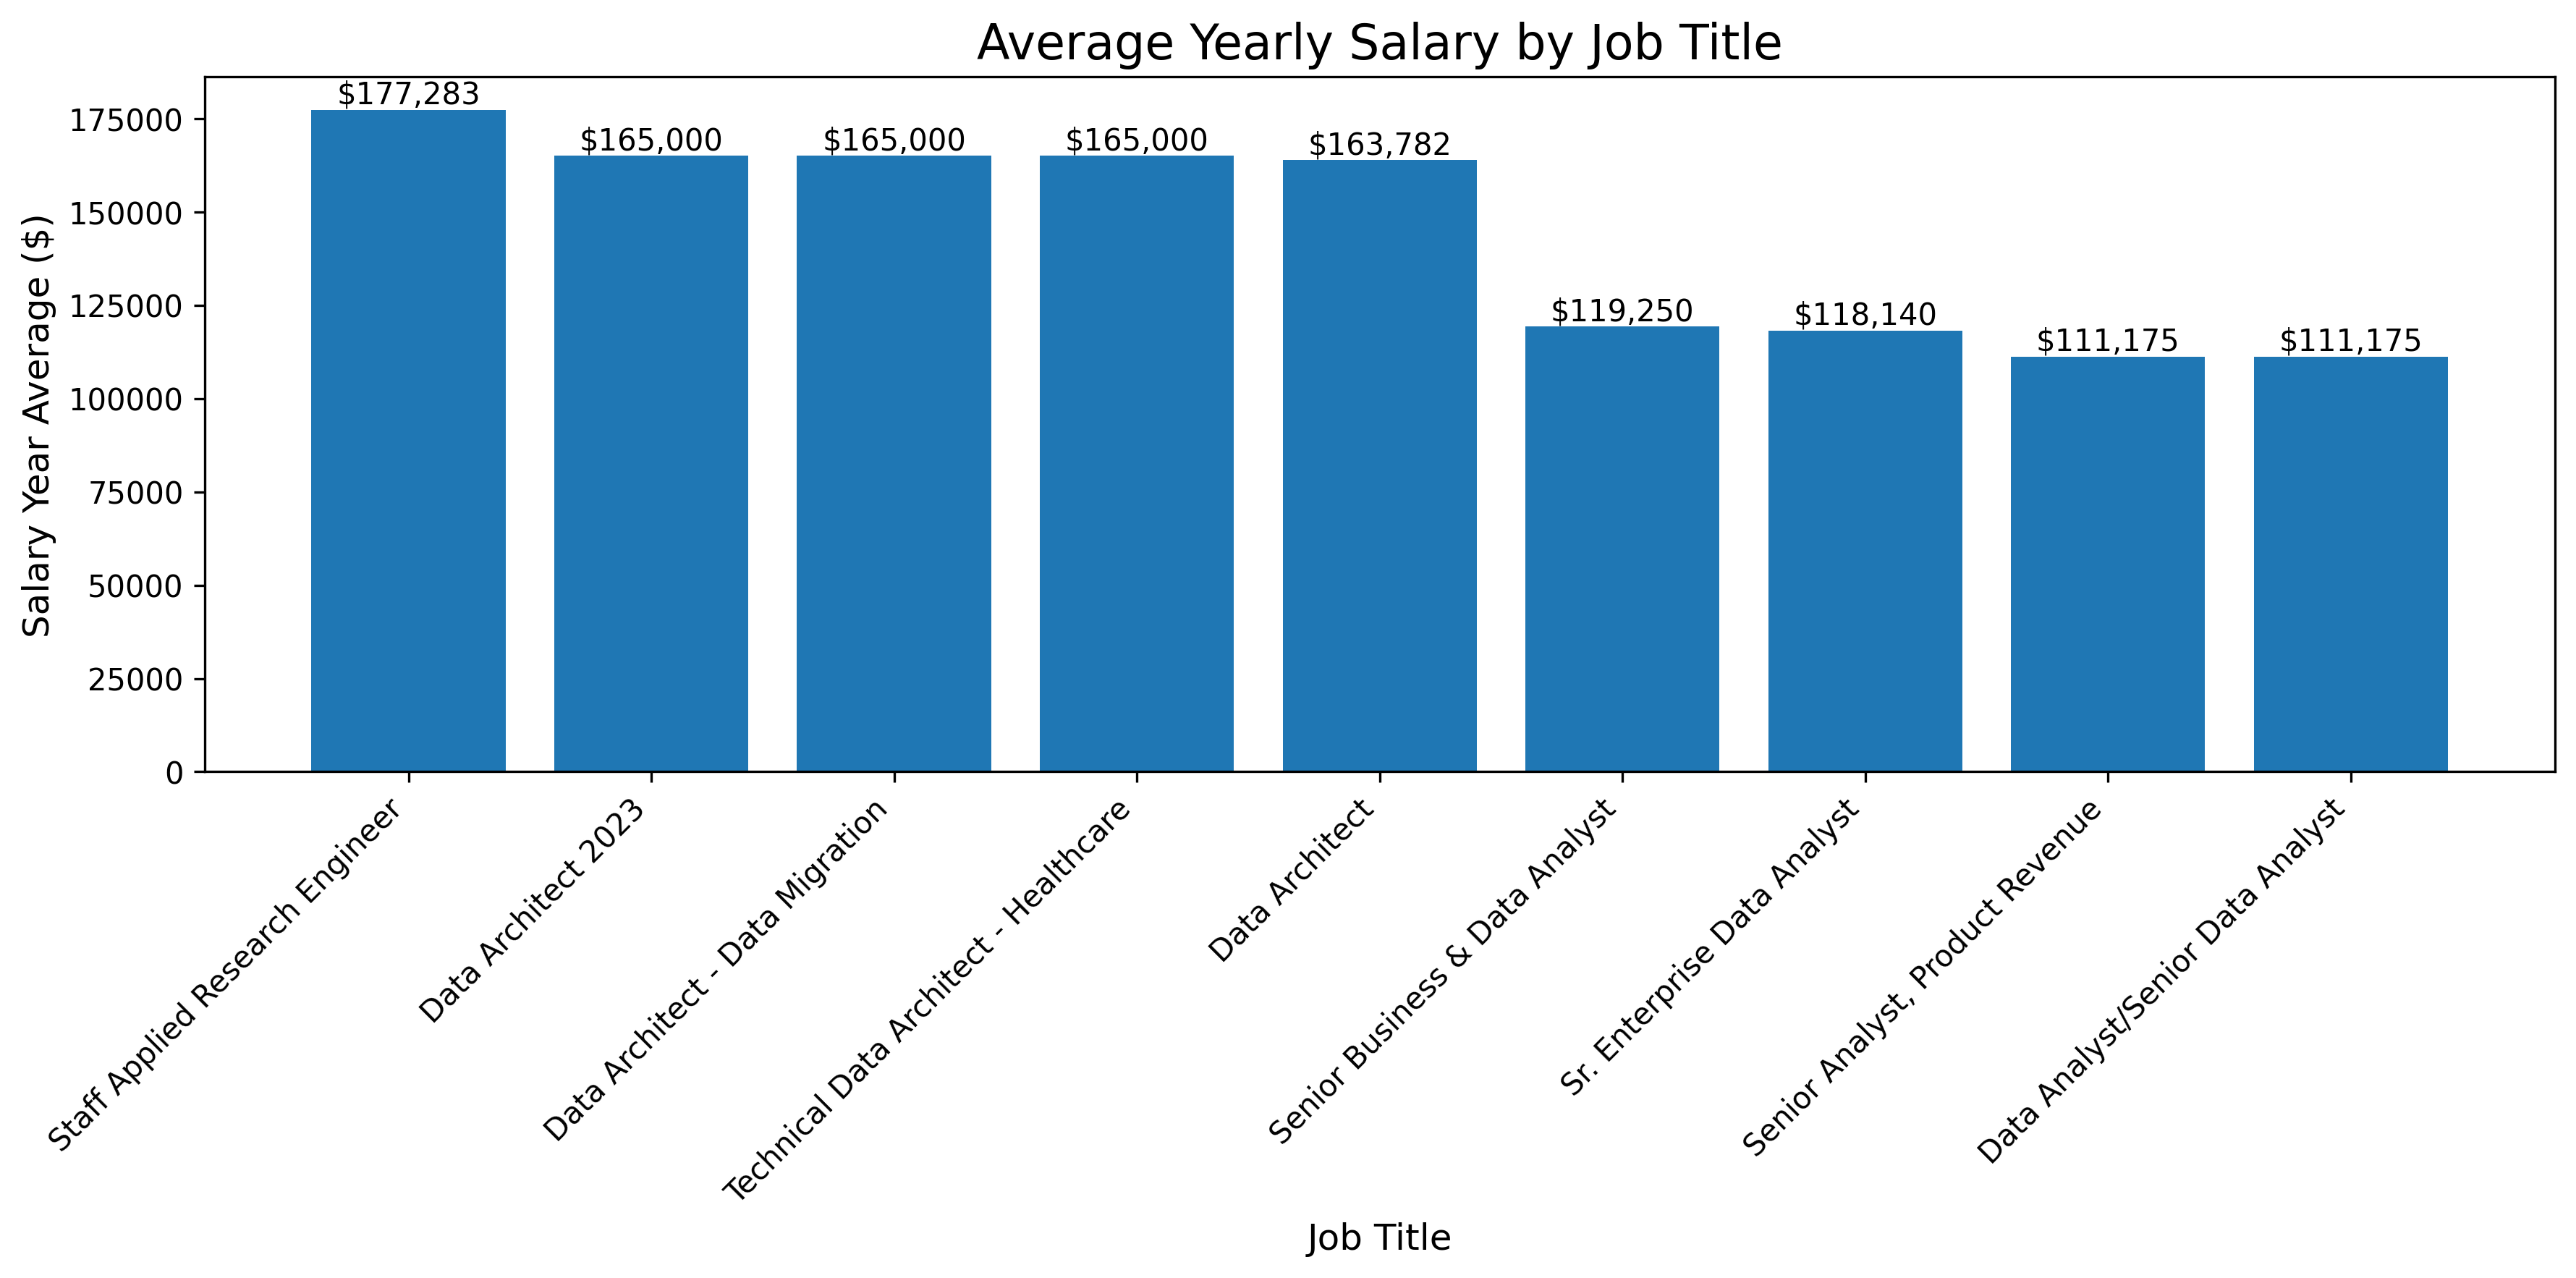 Average Yearly Salary by Job Title
Salary Year Average ($)
175000
150000
125000
100000
75000
50000
25000
0
$177,283
$165,000
$165,000
$165,000
$163,782
$119,250
$118,140
$111,175
$111,175
Staff Applied Research Engineer
Data Architect 2023
Data Architect - Data Migration
Technical Data Architect - Healthcare
Data Architect
Senior Business & Data Analyst
Sr. Enterprise Data Analyst
Senior Analyst, Product Revenue
Data Analyst/Senior Data Analyst
Job Title